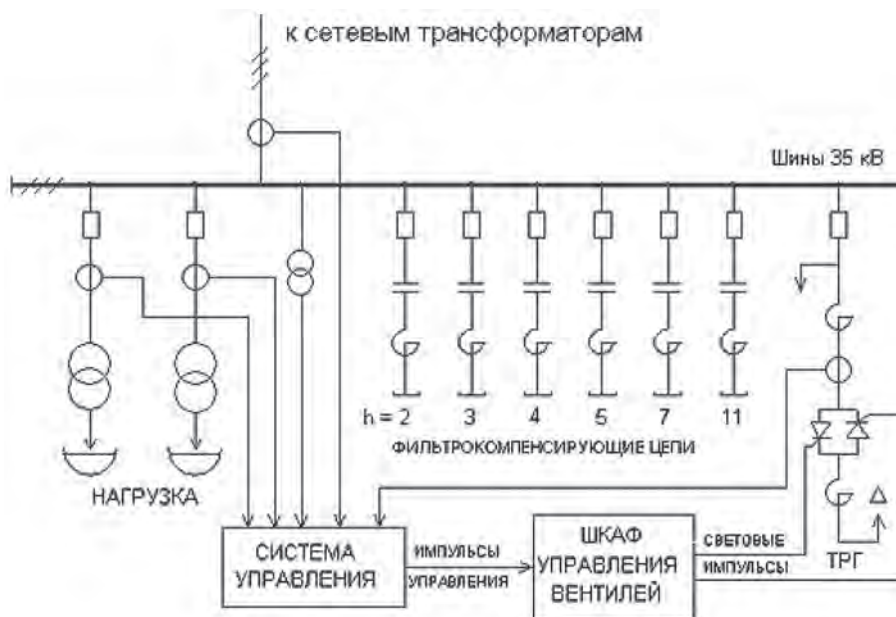 к сетевым трансформаторам
Шины 35 кВ
h = 2 3 4 5 7 11
ФИЛЬТРОКОМПЕНСИРУЮЩИЕ ЦЕПИ
НАГРУЗКА
СИСТЕМА
УПРАВЛЕНИЯ
ИМПУЛЬСЫ
УПРАВЛЕНИЯ
ШКАФ
УПРАВЛЕНИЯ
ВЕНТИЛЕЙ
СВЕТОВЫЕ
ИМПУЛЬСЫ
ТРГ